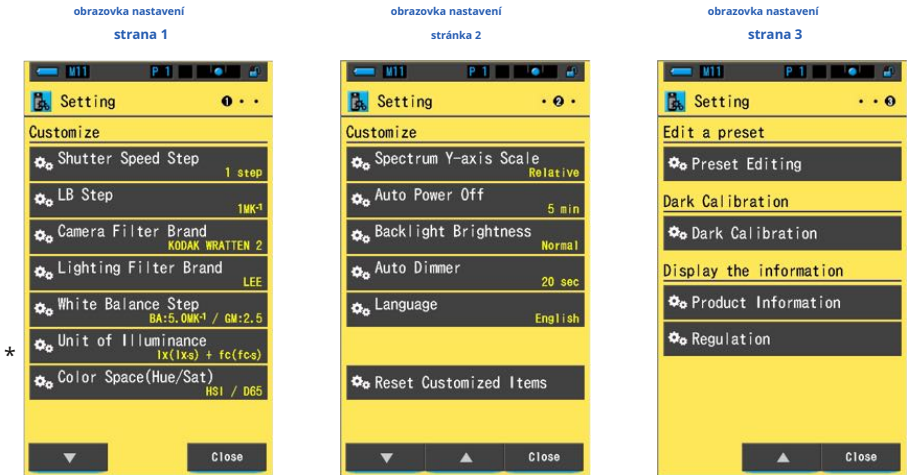 obrazovka nastavení
strana 1
M11 P 1
Setting ❶ · ·
Customize
Shutter Speed Step
1 step
LB Step
1MK-1
Camera Filter Brand
KODAK WRATTEN 2
Lighting Filter Brand
LEE
White Balance Step
BA:5.0MK-1 / GM:2.5
* Unit of Illuminance
lx(lx·s) + fc(fc·s)
Color Space(Hue/Sat)
HSI / D65
▼ Close
obrazovka nastavení
stránka 2
M11 P 1
Setting · ❷ ·
Customize
Spectrum Y-axis Scale
Relative
Auto Power Off
5 min
Backlight Brightness
Normal
Auto Dimmer
20 sec
Language
English
Reset Customized Items
▼ ▲ Close
obrazovka nastavení
strana 3
M11 P 1
Setting · · ❸
Edit a preset
Preset Editing
Dark Calibration
Dark Calibration
Display the information
Product Information
Regulation
▲ Close